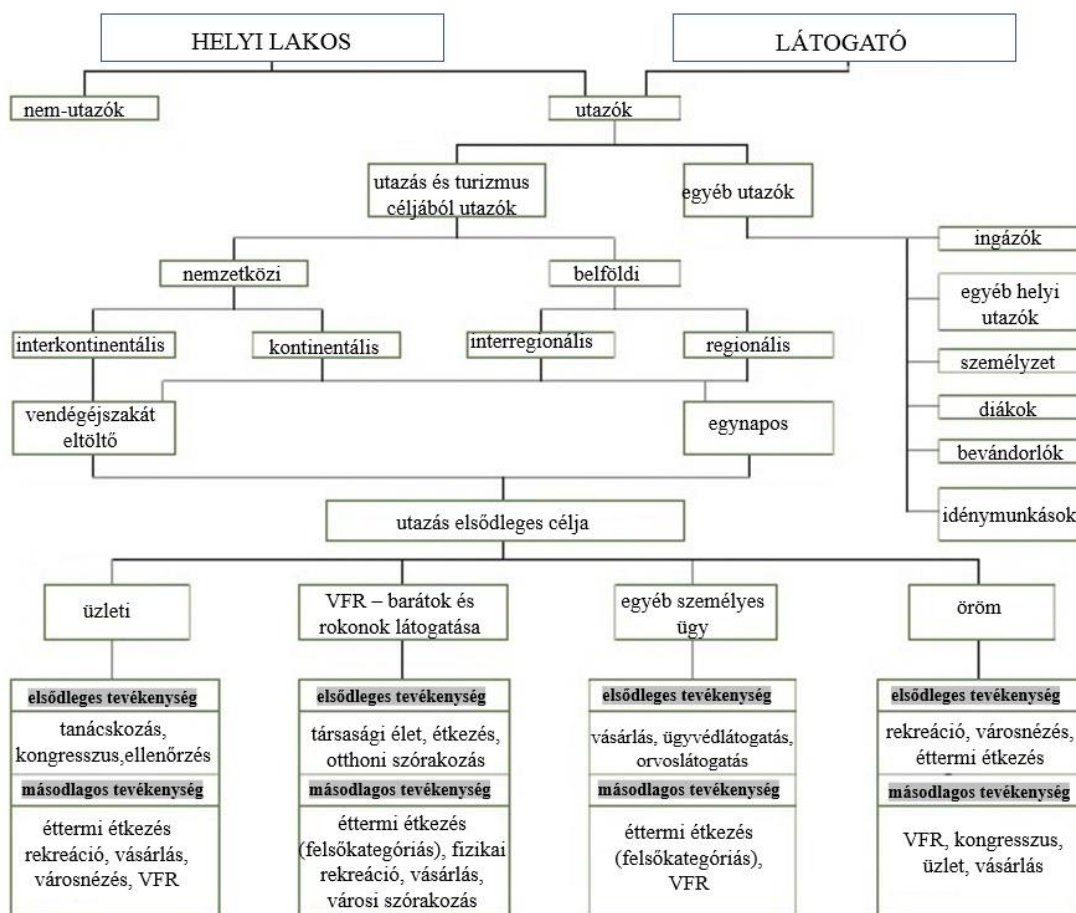 HELYI LAKOS
LÁTOGATÓ
nem-utazók
utazók
utazás és turizmus
céljából utazók
egyéb utazók
ingázók
nemzetközi
belföldi
egyéb helyi
utazók
interkontinentális
kontinentális
interregionális
regionális
személyzet
vendégéjszakát
eltöltő
egynapos
diákok
bevándorlók
utazás elsődleges célja
idénymunkások
üzleti
VFR – barátok és
rokonok látogatása
egyéb személyes
ügy
öröm
elsődleges tevékenység
tanácskozás,
kongresszus,ellenőrzés
másodlagos tevékenység
éttermi étkezés
rekreáció, vásárlás,
városnézés, VFR
elsődleges tevékenység
társasági élet, étkezés,
otthoni szórakozás
másodlagos tevékenység
éttermi étkezés
(felsőkategóriás), fizikai
rekreáció, vásárlás,
városi szórakozás
elsődleges tevékenység
vásárlás, ügyvédlátogatás,
orvoslátogatás
másodlagos tevékenység
éttermi étkezés
(felsőkategóriás),
VFR
elsődleges tevékenység
rekreáció, városnézés,
éttermi étkezés
másodlagos tevékenység
VFR, kongresszus,
üzlet, vásárlás